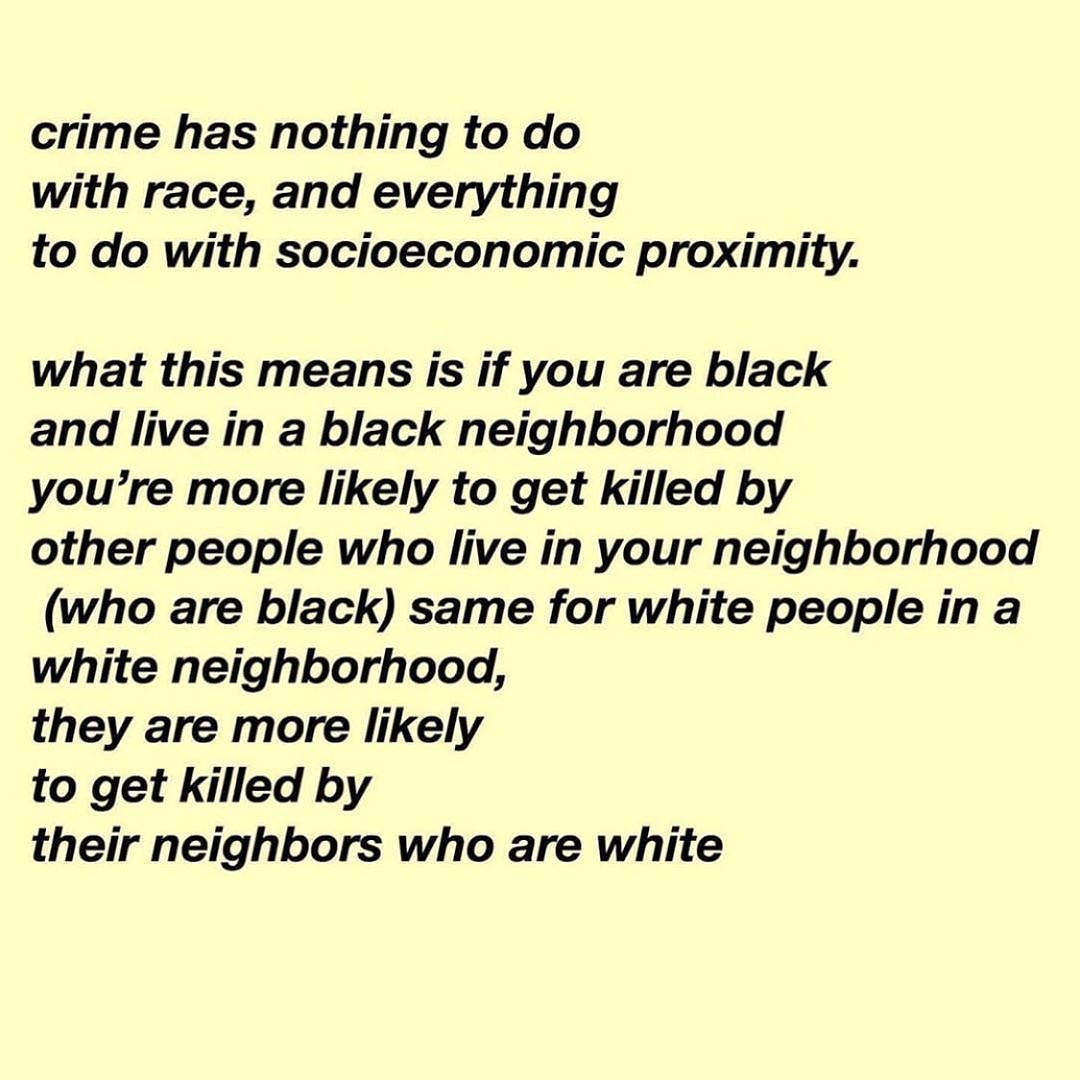 crime has nothing to do
with race, and everything
to do with socioeconomic proximity.
what this means is if you are black
and live in a black neighborhood
you’re more likely to get killed by
other people who live in your neighborhood
(who are black) same for white people in a
white neighborhood,
they are more likely
to get killed by
their neighbors who are white